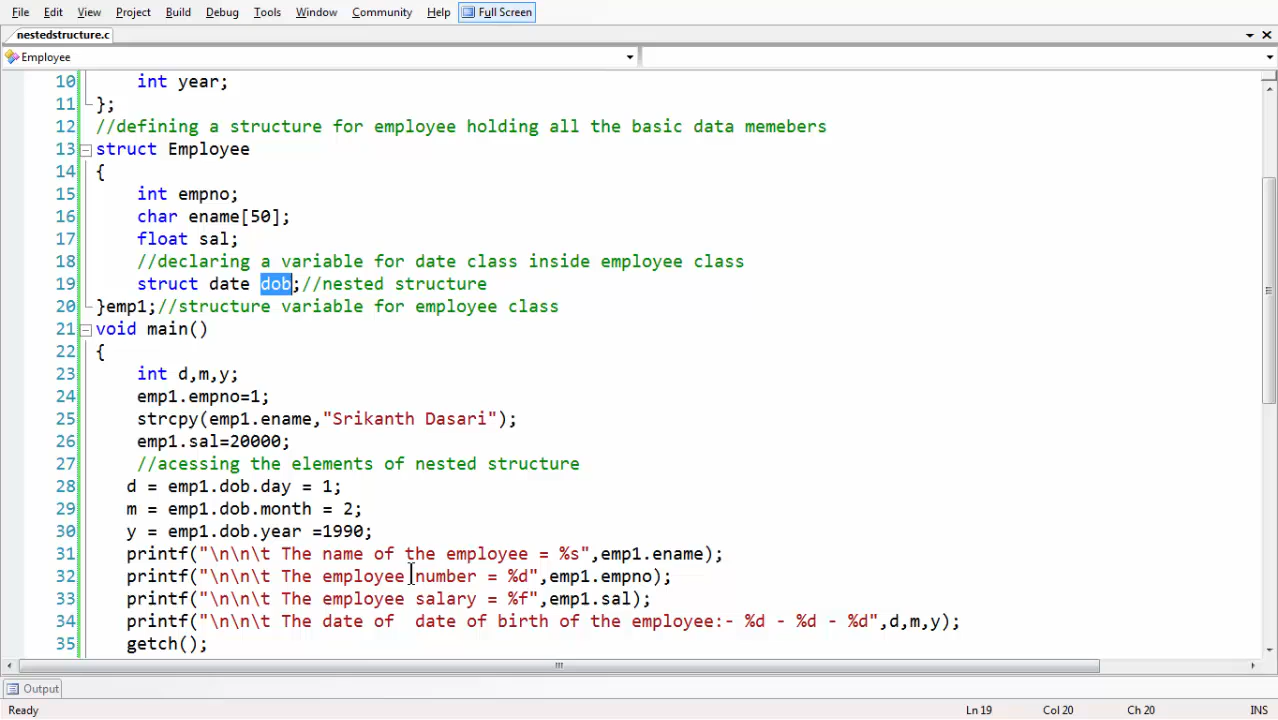 File Edit View Project Build Debug Tools Window Community Help Full Screen
nestedstructure.c
Employee
10 int year;
11 };
12 //defining a structure for employee holding all the basic data memebers
13 struct Employee
14 {
15 int empno;
16 char ename[50];
17 float sal;
18 //declaring a variable for date class inside employee class
19 struct date dob;//nested structure
20 }emp1;//structure variable for employee class
21 void main()
22 {
23 int d,m,y;
24 emp1.empno=1;
25 strcpy(emp1.ename,"Srikanth Dasari");
26 emp1.sal=20000;
27 //acessing the elements of nested structure
28 d = emp1.dob.day = 1;
29 m = emp1.dob.month = 2;
30 y = emp1.dob.year =1990;
31 printf("\n\n\t The name of the employee = %s",emp1.ename);
32 printf("\n\n\t The employee number = %d",emp1.empno);
33 printf("\n\n\t The employee salary = %f",emp1.sal);
34 printf("\n\n\t The date of  date of birth of the employee:- %d - %d - %d",d,m,y);
35 getch();
Output
Ready Ln 19 Col 20 Ch 20 INS